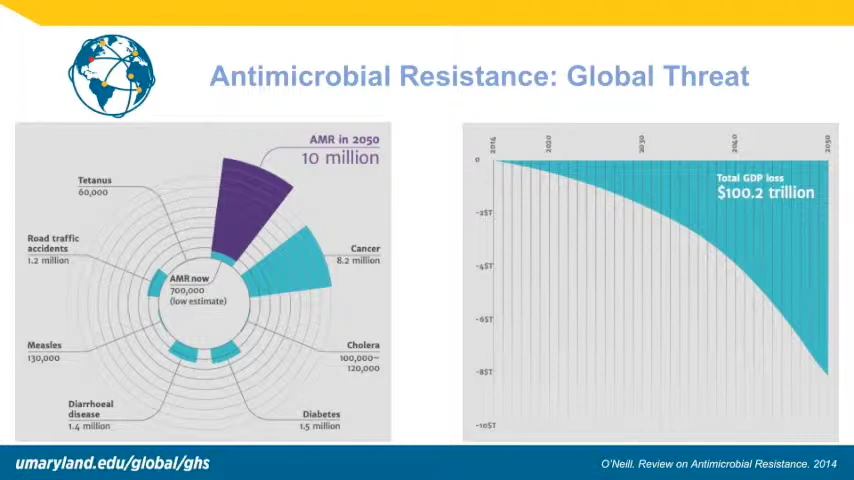 Antimicrobial Resistance: Global Threat
AMR in 2050
10 million
Tetanus
60,000
Road traffic
accidents
1.2 million
Cancer
8.2 million
AMR now
700,000
(low estimate)
Measles
130,000
Cholera
100,000–
120,000
Diarrhoeal
disease
1.4 million
Diabetes
1.5 million
2014
2020
2030
2040
2050
0
Total GDP loss
$100.2 trillion
-2$T
-4$T
-6$T
-8$T
-10$T
umaryland.edu/global/ghs
O'Neill. Review on Antimicrobial Resistance. 2014